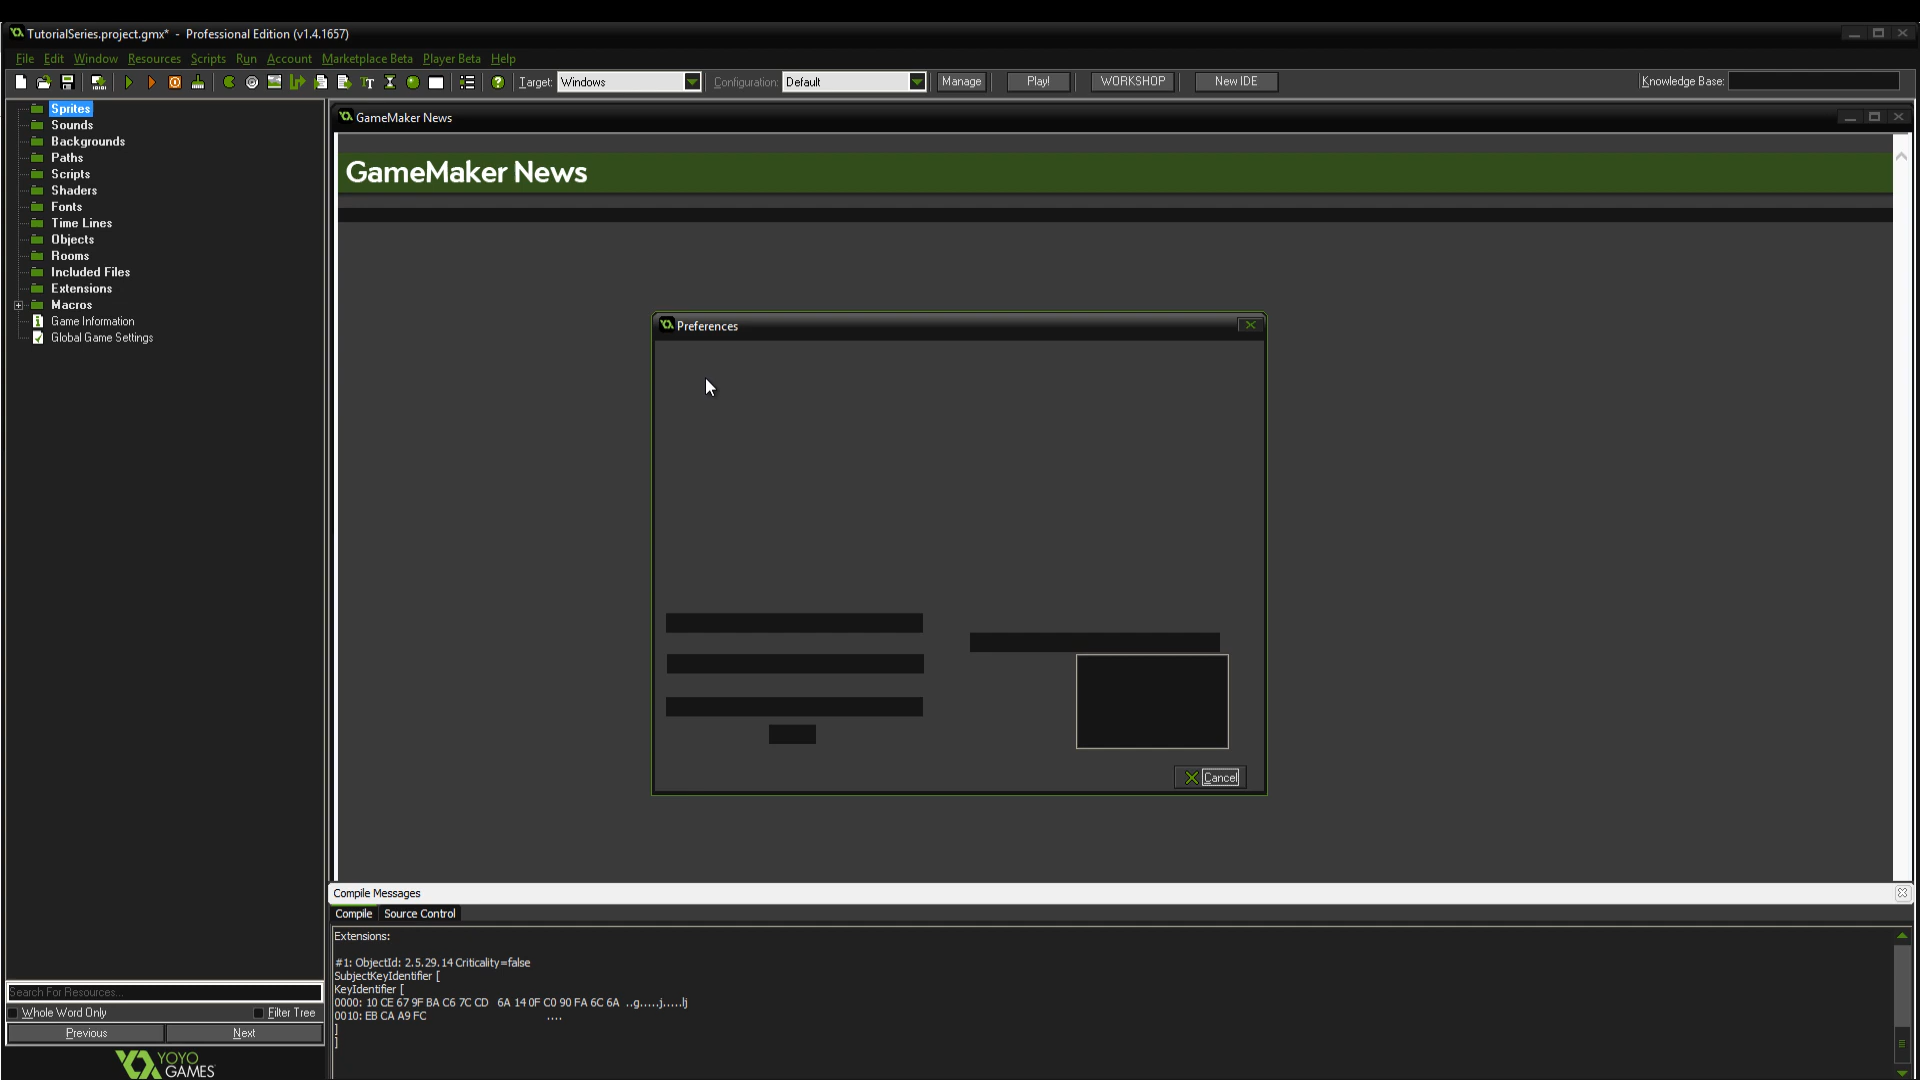 TutorialSeries.project.gmx* - Professional Edition (v1.4.1657)
File Edit Window Resources Scripts Run Account Marketplace Beta Player Beta Help
Target: Windows Configuration: Default Manage Play! WORKSHOP New IDE Knowledge Base:
Sprites
Sounds
Backgrounds
Paths
Scripts
Shaders
Fonts
Time Lines
Objects
Rooms
Included Files
Extensions
Macros
Game Information
Global Game Settings
GameMaker News
GameMaker News
Preferences
Cancel
Compile Messages
Compile Source Control
Extensions:
#1: ObjectId: 2.5.29.14 Criticality=false
SubjectKeyIdentifier [
KeyIdentifier [
0000: 10 CE 67 9F BA C6 7C CD 6A 14 0F C0 90 FA 6C 6A ..g.....j.....lj
0010: EB CA A9 FC ....
]
]
Search For Resources...
Whole Word Only Filter Tree
Previous Next
YOYO
GAMES